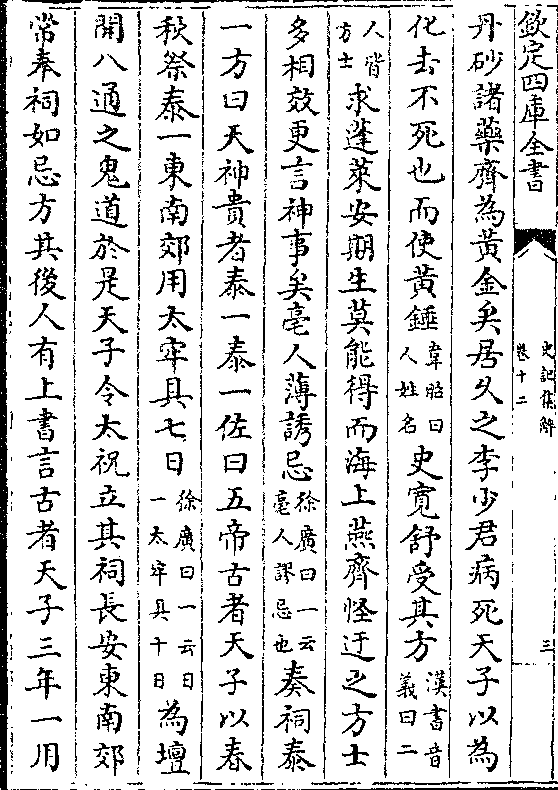 欽定四庫全書
史記集解
卷十二
三
丹砂諸藥齊為黃金矣居乆之李少君病死天子以為
化去不死也而使黃錘韋昭曰人姓名史寛舒受其方漢書音義曰二
人皆方士求蓬萊安期生莫能得而海上燕齊怪迂之方士
多相效更言神事矣亳人薄誘忌徐廣曰一云亳人謬忌也奏祠泰
一方曰天神貴者泰一泰一佐曰五帝古者天子以春
秋祭泰一東南郊用太牢具七日徐廣曰一云日一太牢具十日為壇
開八通之鬼道於是天子令太祝立其祠長安東南郊
常奉祠如忌方其後人有上書言古者天子三年一用